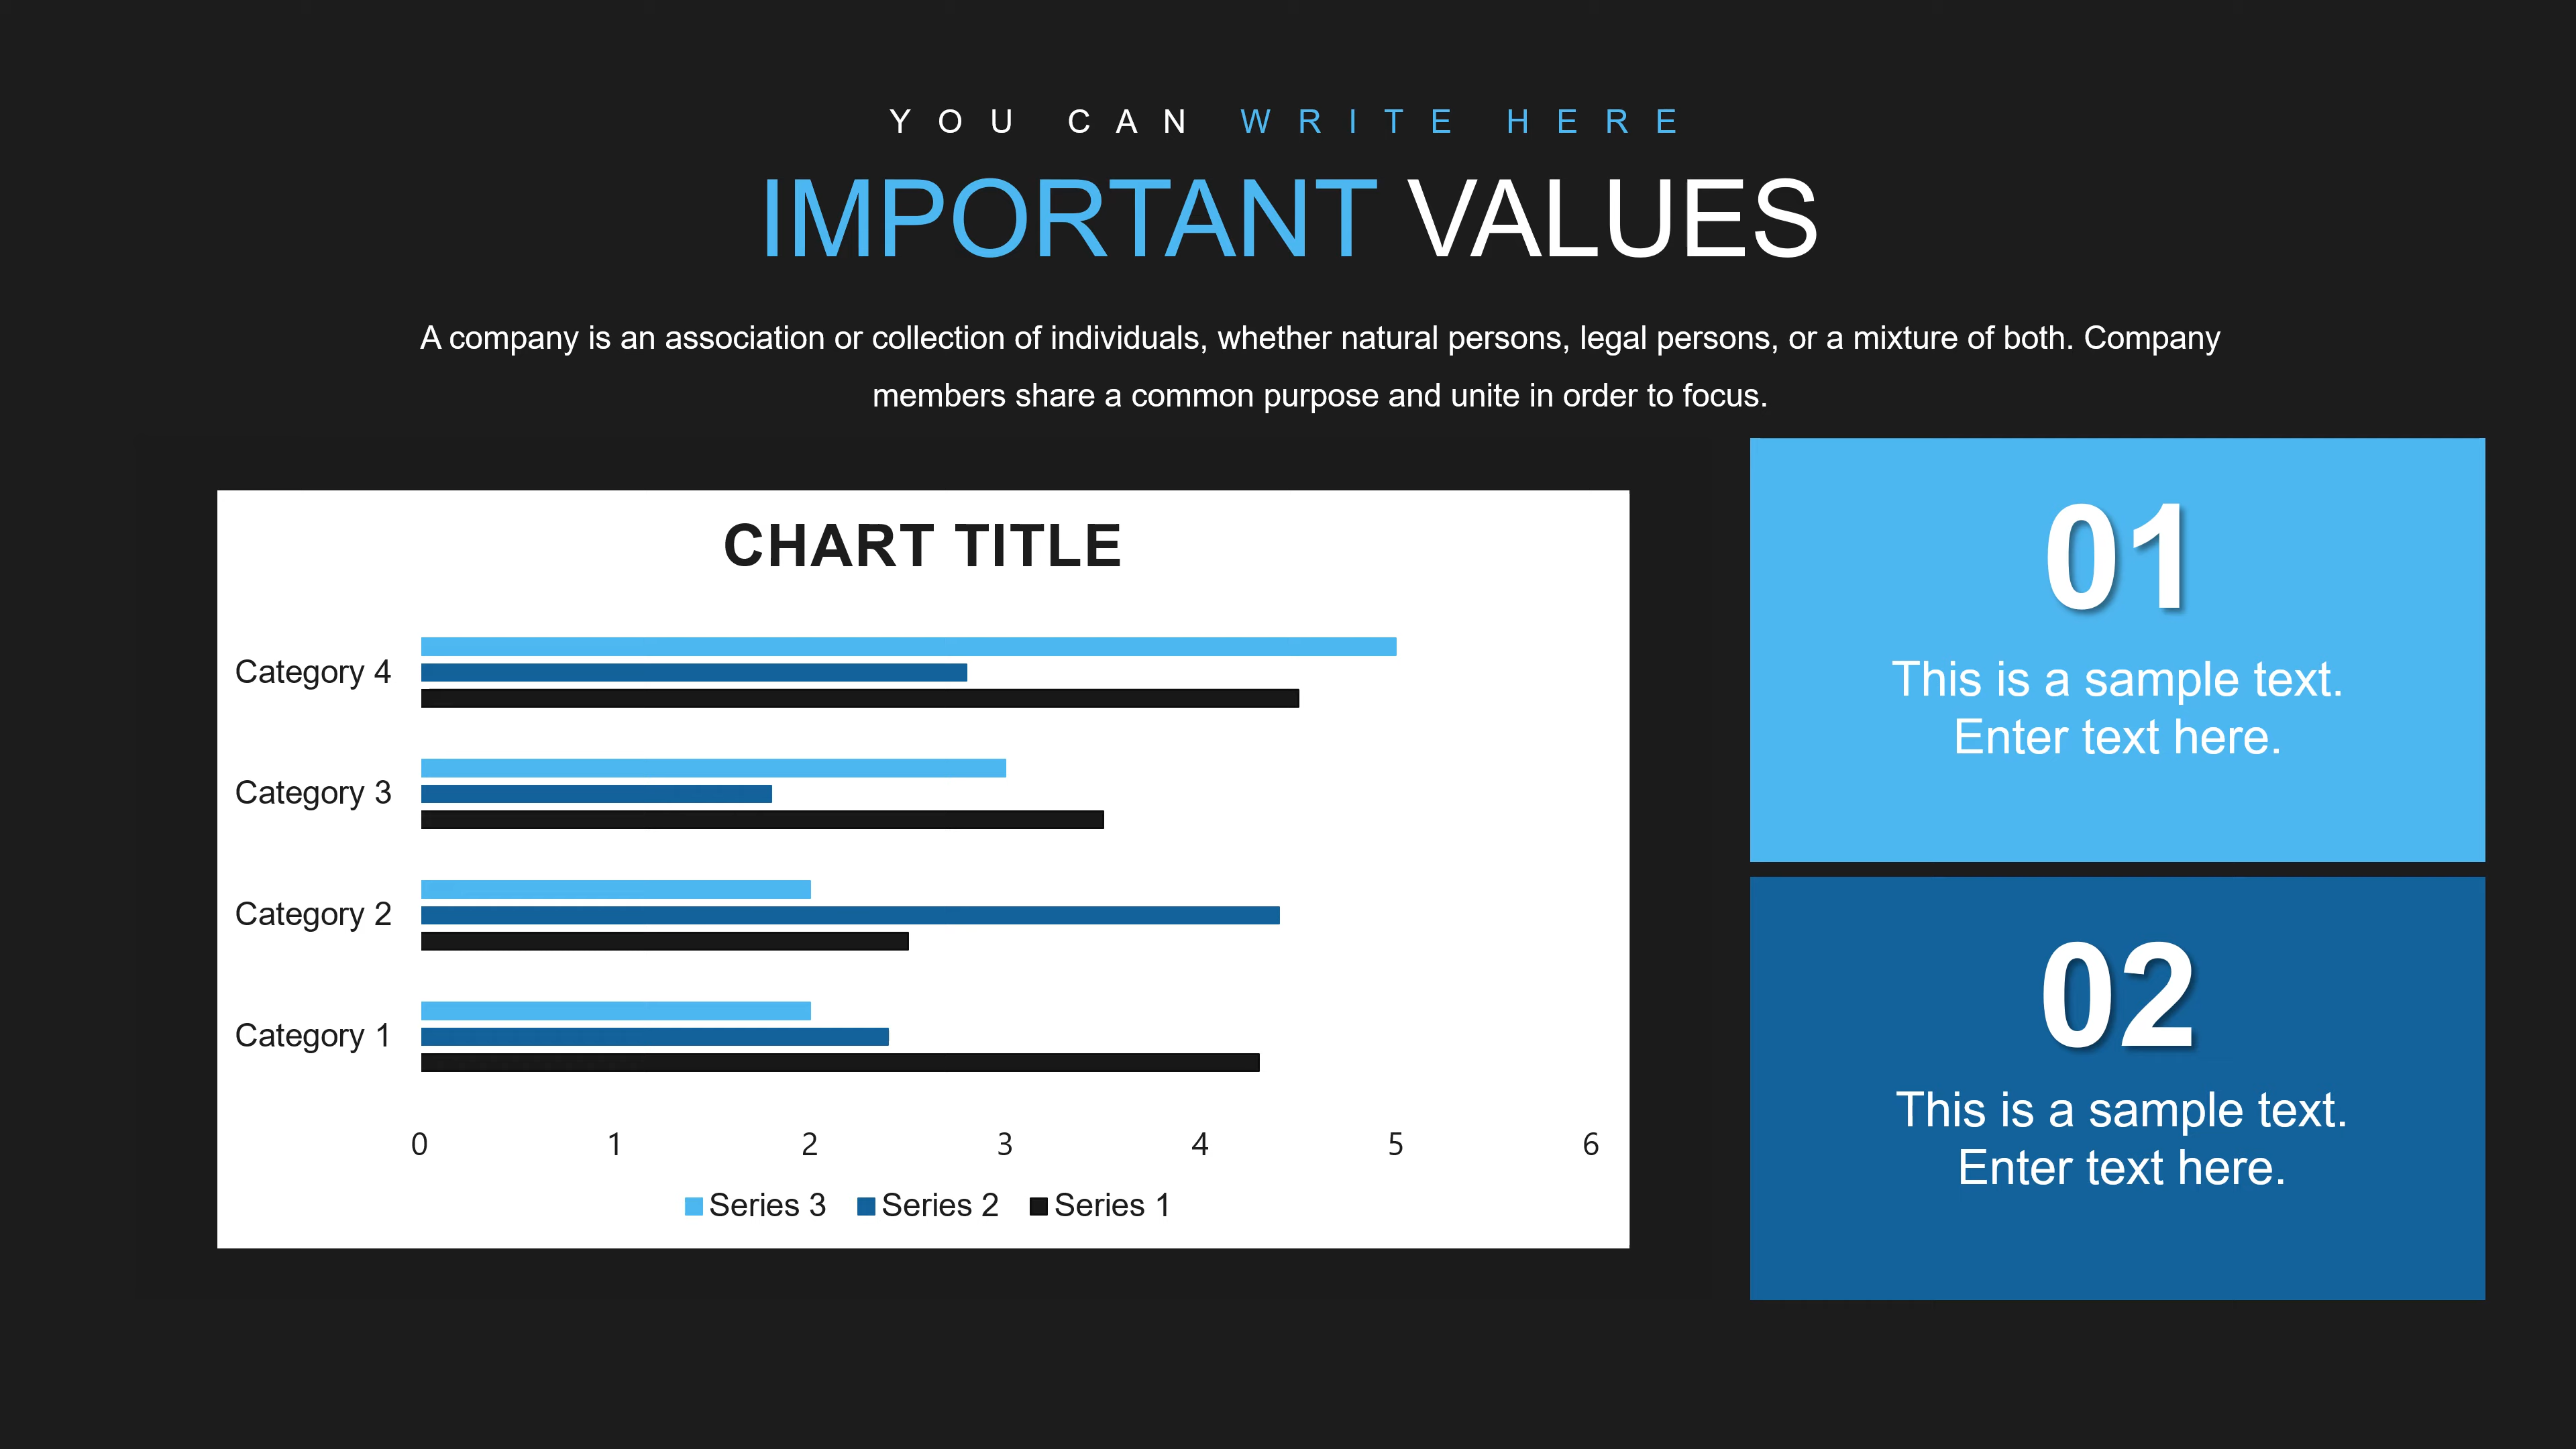 YOU CAN WRITE HERE
IMPORTANT VALUES
A company is an association or collection of individuals, whether natural persons, legal persons, or a mixture of both. Company
members share a common purpose and unite in order to focus.
CHART TITLE
Category 4
Category 3
Category 2
Category 1
0 1 2 3 4 5 6
Series 3 Series 2 Series 1
01
This is a sample text.
Enter text here.
02
This is a sample text.
Enter text here.